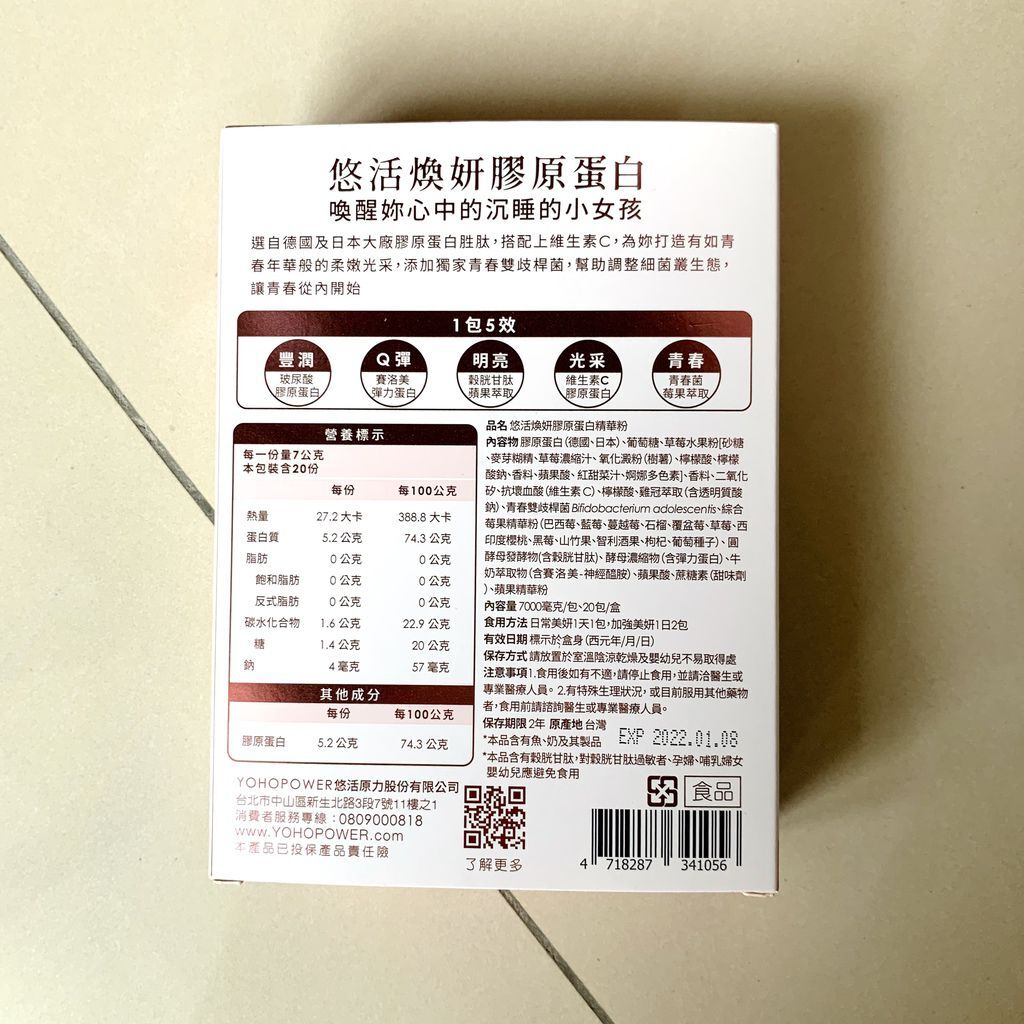 悠活煥妍膠原蛋白
喚醒妳心中的沉睡的小女孩
選自德國及日本大廠膠原蛋白胜肽,搭配上維生素C,為妳打造有如青
春年華般的柔嫩光采,添加獨家青春雙歧桿菌,幫助調整細菌叢生態,
讓青春從內開始
1包5效
豐潤
玻尿酸
膠原蛋白
Q彈
賽洛美
彈力蛋白
明亮
穀胱甘肽
蘋果萃取
光采
維生素C
膠原蛋白
青春
青春菌
莓果萃取
營養標示
每一份量7公克
本包裝含20份
每份 每100公克
熱量 27.2 大卡 388.8 大卡
蛋白質 5.2 公克 74.3 公克
脂肪 0 公克 0 公克
飽和脂肪 0 公克 0 公克
反式脂肪 0 公克 0 公克
碳水化合物 1.6 公克 22.9 公克
糖 1.4 公克 20 公克
鈉 4 毫克 57 毫克
其他成分
每份 每100公克
膠原蛋白 5.2 公克 74.3 公克
品名 悠活煥妍膠原蛋白精華粉
內容物 膠原蛋白(德國、日本)、葡萄糖、草莓水果粉[砂糖
、麥芽糊精、草莓濃縮汁、氧化澱粉(樹薯)、檸檬酸、檸檬
酸鈉、香料、蘋果酸、紅甜菜汁、婀娜多色素]、香料、二氧化
矽、抗壞血酸(維生素C)、檸檬酸、雞冠萃取(含透明質酸
鈉)、青春雙歧桿菌 Bifidobacterium adolescentis、綜合
莓果精華粉(巴西莓、藍莓、蔓越莓、石榴、覆盆莓、草莓、西
印度櫻桃、黑莓、山竹果、智利酒果、枸杞、葡萄種子)、圓
酵母發酵物(含穀胱甘肽)、酵母濃縮物(含彈力蛋白)、牛
奶萃取物(含賽洛美-神經醯胺)、蘋果酸、蔗糖素(甜味劑
)、蘋果精華粉
內容量 7000毫克/包、20包/盒
食用方法 日常美妍1天1包,加強美妍1日2包
有效日期 標示於盒身(西元年/月/日)
保存方式 請放置於室溫陰涼乾燥及嬰幼兒不易取得處
注意事項 1.食用後如有不適,請停止食用,並請洽醫生或
專業醫療人員。2.有特殊生理狀況,或目前服用其他藥物
者,食用前請諮詢醫生或專業醫療人員。
保存期限 2年 原產地 台灣
*本品含有魚、奶及其製品 EXP 2022.01.08
*本品含有穀胱甘肽,對穀胱甘肽過敏者、孕婦、哺乳婦女
嬰幼兒應避免食用
YOHOPOWER悠活原力股份有限公司
台北市中山區新生北路3段7號11樓之1
消費者服務專線:0809000818
www.YOHOPOWER.com
本產品已投保產品責任險
了解更多
食品
4 718287 341056